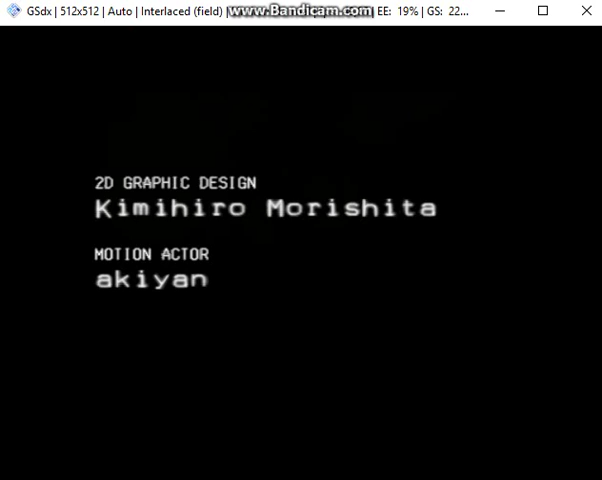 GSdx | 512x512 | Auto | Interlaced (field) | www.Bandicam.com EE: 19% | GS: 22...
2D GRAPHIC DESIGN
Kimihiro Morishita
MOTION ACTOR
akiyan